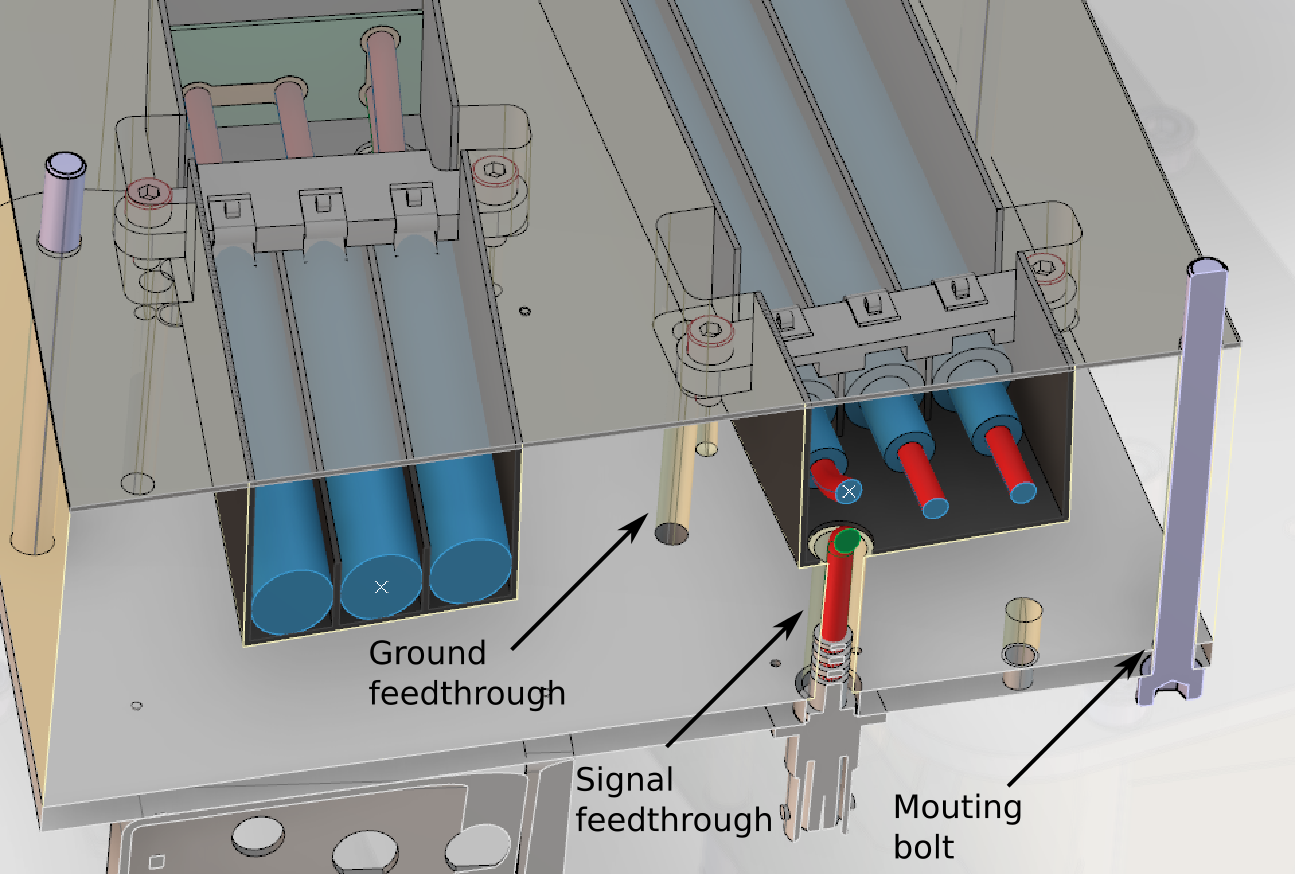 Ground
feedthrough
Signal
feedthrough
Mouting
bolt